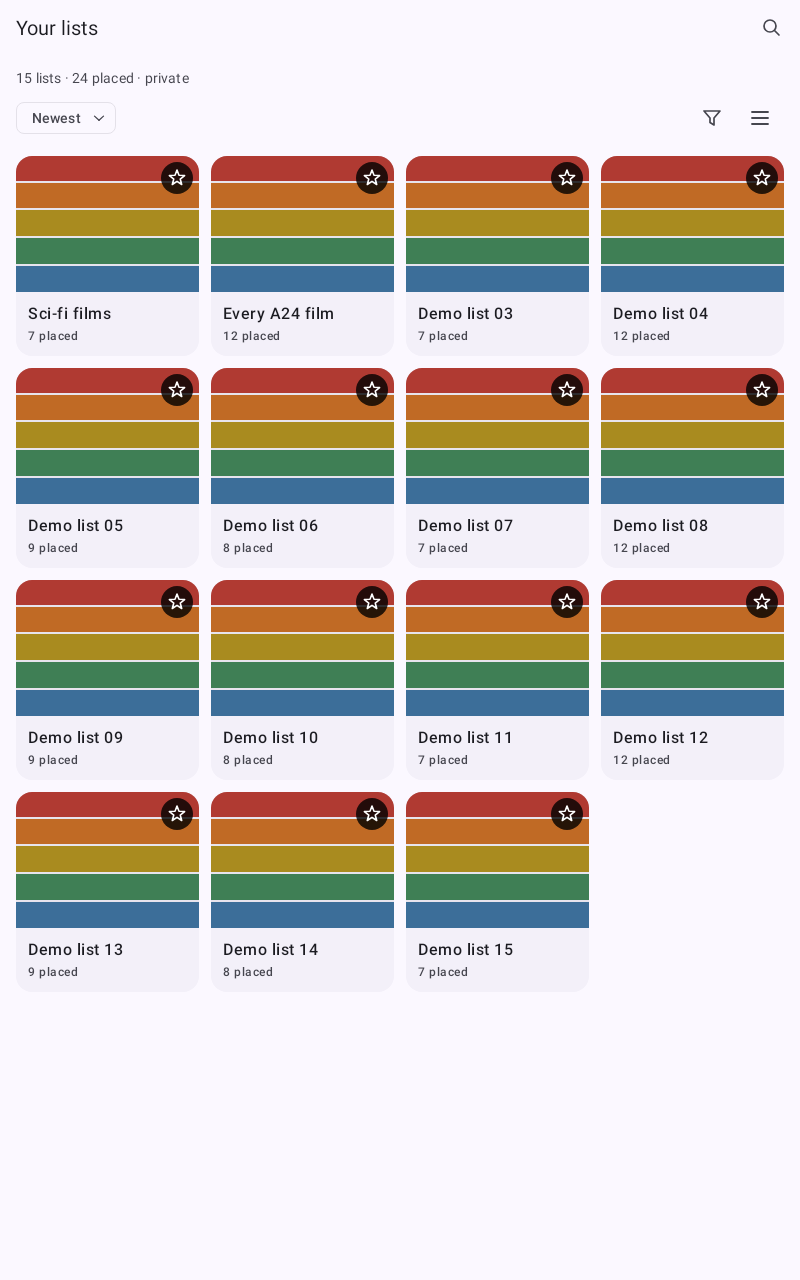 Your lists
15 lists · 24 placed · private
Newest
Sci-fi films
7 placed
Every A24 film
12 placed
Demo list 03
7 placed
Demo list 04
12 placed
Demo list 05
9 placed
Demo list 06
8 placed
Demo list 07
7 placed
Demo list 08
12 placed
Demo list 09
9 placed
Demo list 10
8 placed
Demo list 11
7 placed
Demo list 12
12 placed
Demo list 13
9 placed
Demo list 14
8 placed
Demo list 15
7 placed